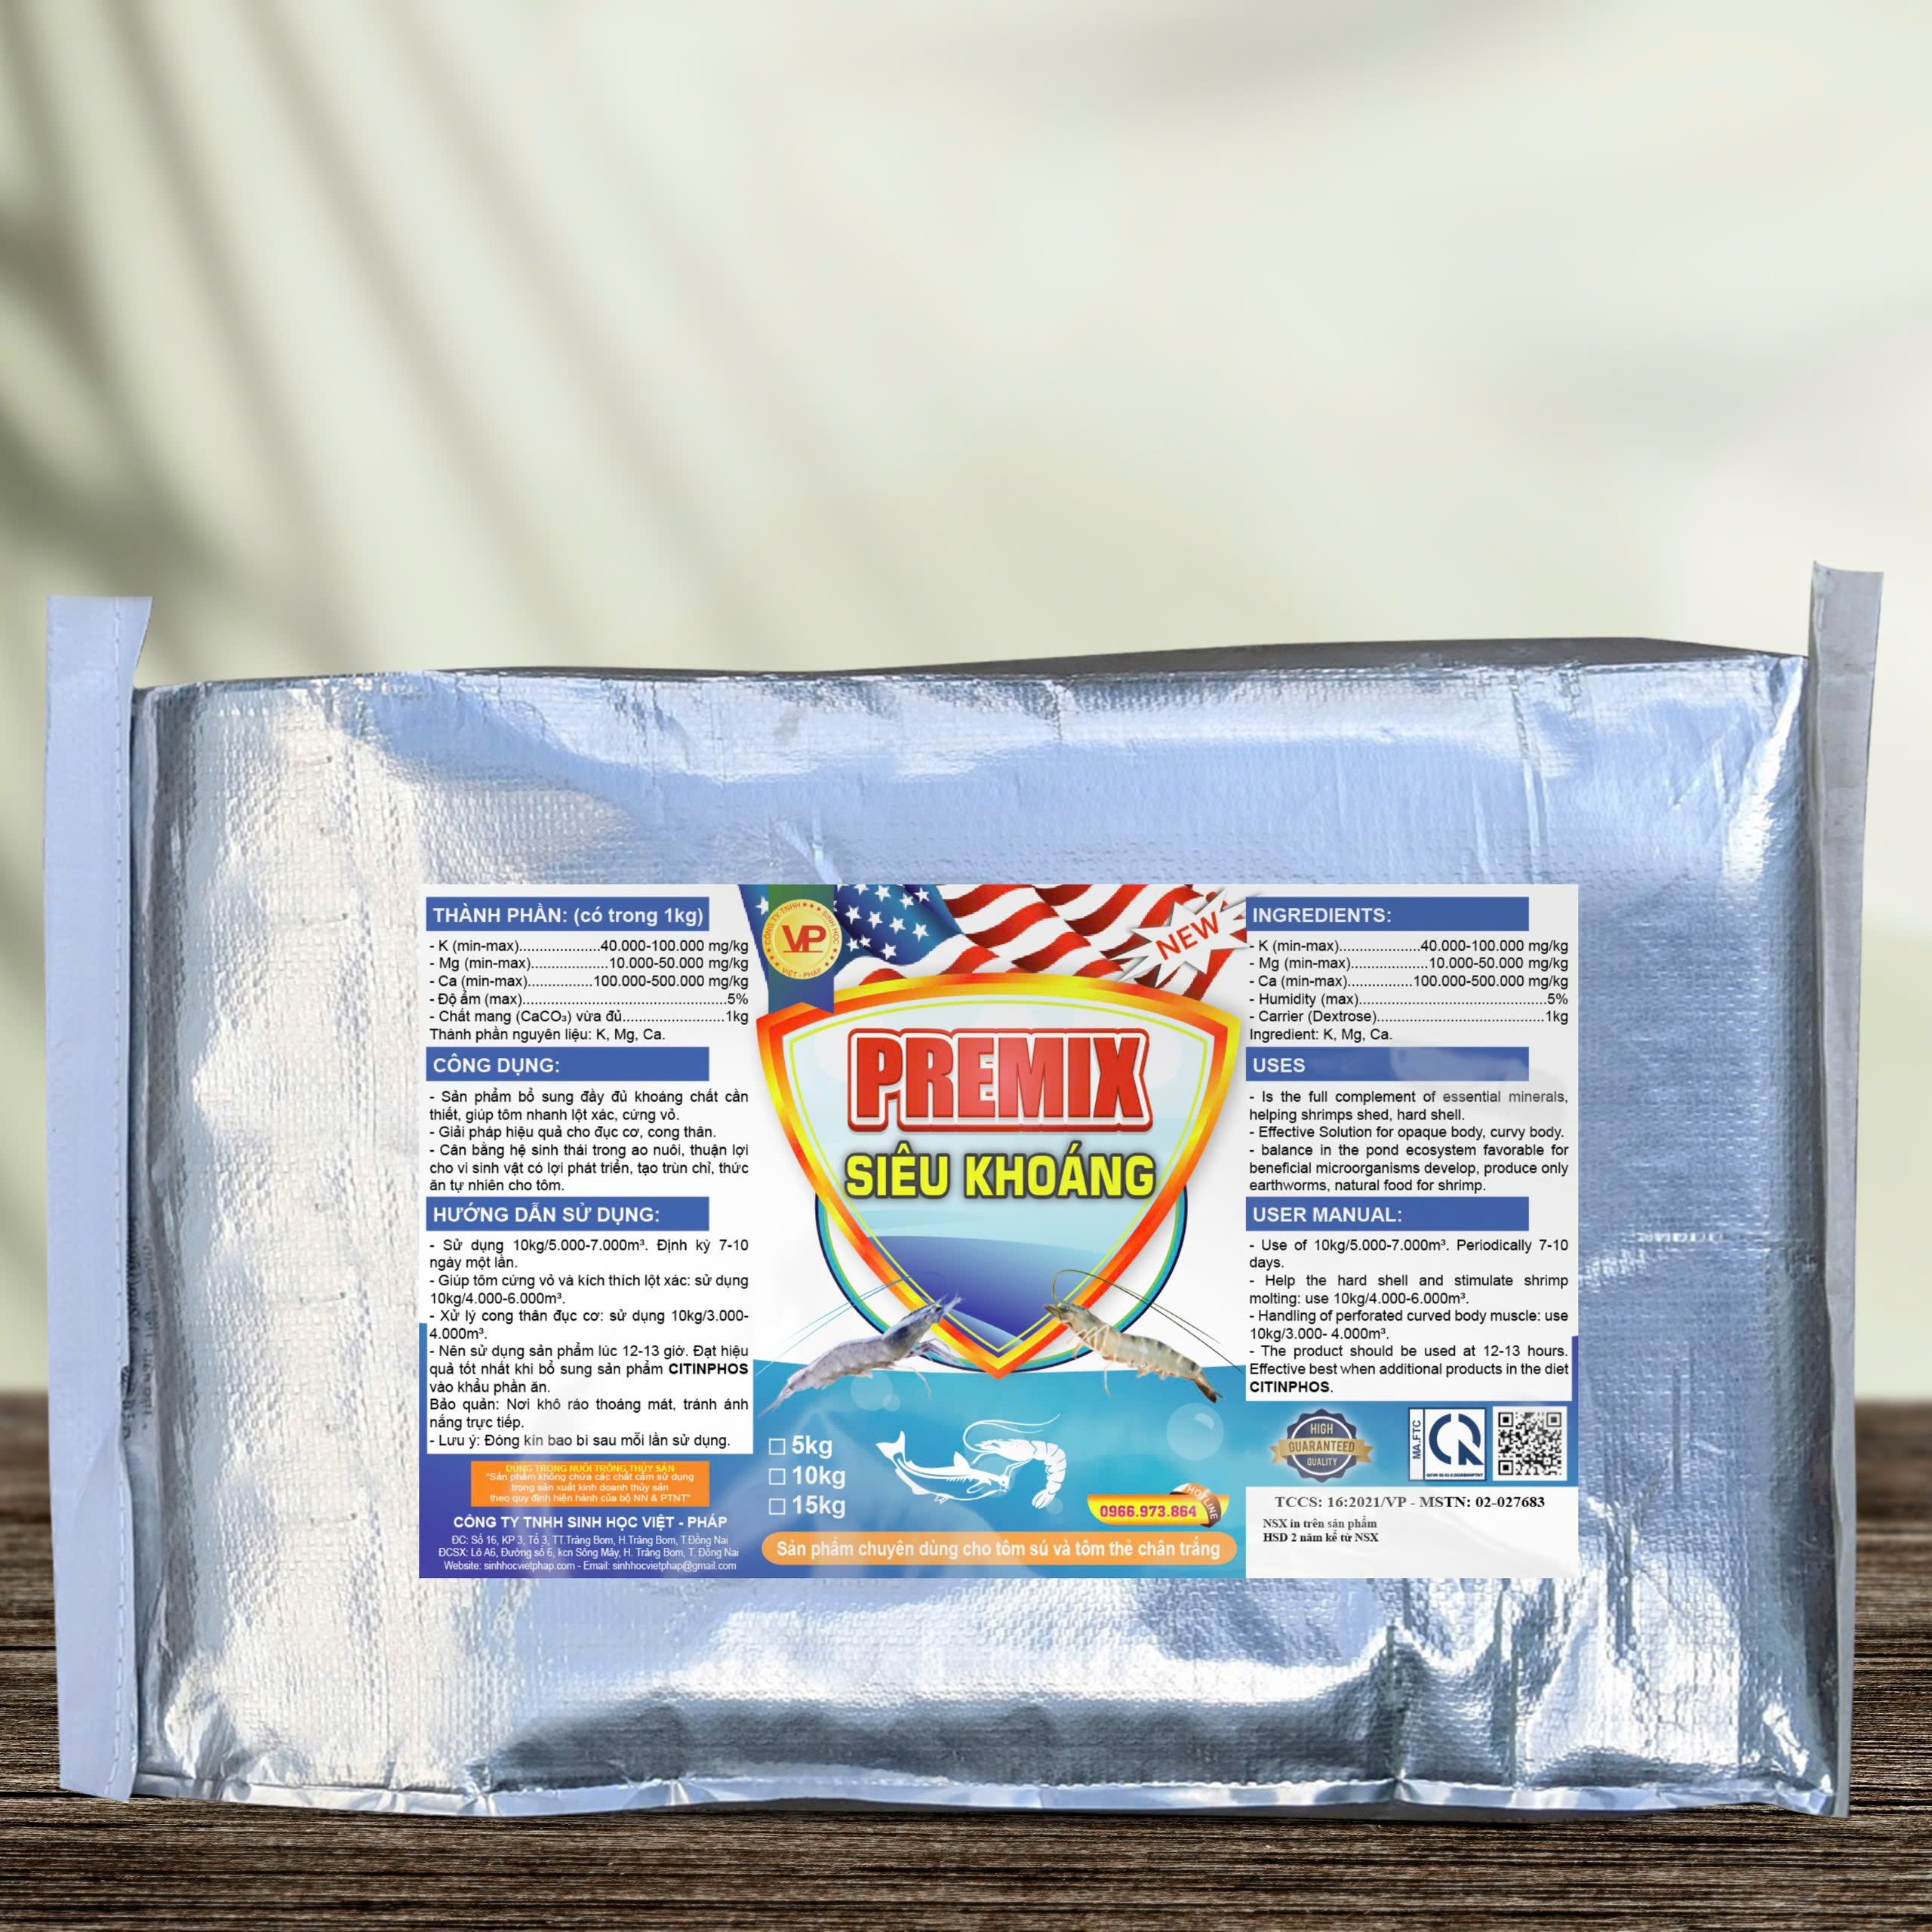 THÀNH PHẦN: (có trong 1kg)
- K (min-max)....................40.000-100.000 mg/kg
- Mg (min-max)...................10.000-50.000 mg/kg
- Ca (min-max)................100.000-500.000 mg/kg
- Độ ẩm (max)..................................................5%
- Chất mang (CaCO₃) vừa đủ.........................1kg
Thành phần nguyên liệu: K, Mg, Ca.
CÔNG DỤNG:
- Sản phẩm bổ sung đầy đủ khoáng chất cần
thiết, giúp tôm nhanh lột xác, cứng vỏ.
- Giải pháp hiệu quả cho đục cơ, cong thân.
- Cân bằng hệ sinh thái trong ao nuôi, thuận lợi
cho vi sinh vật có lợi phát triển, tạo trùn chỉ, thức
ăn tự nhiên cho tôm.
HƯỚNG DẪN SỬ DỤNG:
- Sử dụng 10kg/5.000-7.000m³. Định kỳ 7-10
ngày một lần.
- Giúp tôm cứng vỏ và kích thích lột xác: sử dụng
10kg/4.000-6.000m³.
- Xử lý cong thân đục cơ: sử dụng 10kg/3.000-
4.000m³.
- Nên sử dụng sản phẩm lúc 12-13 giờ. Đạt hiệu
quả tốt nhất khi bổ sung sản phẩm CITINPHOS
vào khẩu phần ăn.
Bảo quản: Nơi khô ráo thoáng mát, tránh ánh
nắng trực tiếp.
- Lưu ý: Đóng kín bao bì sau mỗi lần sử dụng.
DÙNG TRONG NUÔI TRỒNG THỦY SẢN
"Sản phẩm không chứa các chất cấm sử dụng
trong sản xuất kinh doanh thủy sản
theo quy định hiện hành của bộ NN & PTNT"
CÔNG TY TNHH SINH HỌC VIỆT - PHÁP
ĐC: Số 16, KP 3, Tổ 3, TT.Trảng Bom, H.Trảng Bom, T.Đồng Nai
ĐCSX: Lô A6, Đường số 6, kcn Sông Mây, H. Trảng Bom, T. Đồng Nai
Website: sinhhocvietphap.com - Email: sinhhocvietphap@gmail.com
CÔNG TY TNHH SINH HỌC
VP
VIỆT - PHÁP
NEW
PREMIX
SIÊU KHOÁNG
5kg
10kg
15kg
HOTLINE
0966.973.864
Sản phẩm chuyên dùng cho tôm sú và tôm thẻ chân trắng
INGREDIENTS:
- K (min-max)....................40.000-100.000 mg/kg
- Mg (min-max)...................10.000-50.000 mg/kg
- Ca (min-max)................100.000-500.000 mg/kg
- Humidity (max)..............................................5%
- Carrier (Dextrose).........................................1kg
Ingredient: K, Mg, Ca.
USES
- Is the full complement of essential minerals,
helping shrimps shed, hard shell.
- Effective Solution for opaque body, curvy body.
- balance in the pond ecosystem favorable for
beneficial microorganisms develop, produce only
earthworms, natural food for shrimp.
USER MANUAL:
- Use of 10kg/5.000-7.000m³. Periodically 7-10
days.
- Help the hard shell and stimulate shrimp
molting: use 10kg/4.000-6.000m³.
- Handling of perforated curved body muscle: use
10kg/3.000- 4.000m³.
- The product should be used at 12-13 hours.
Effective best when additional products in the diet
CITINPHOS.
HIGH
GUARANTEED
QUALITY
MA.FTC
TCCS: 16:2021/VP - MSTN: 02-027683
NSX in trên sản phẩm
HSD 2 năm kể từ NSX